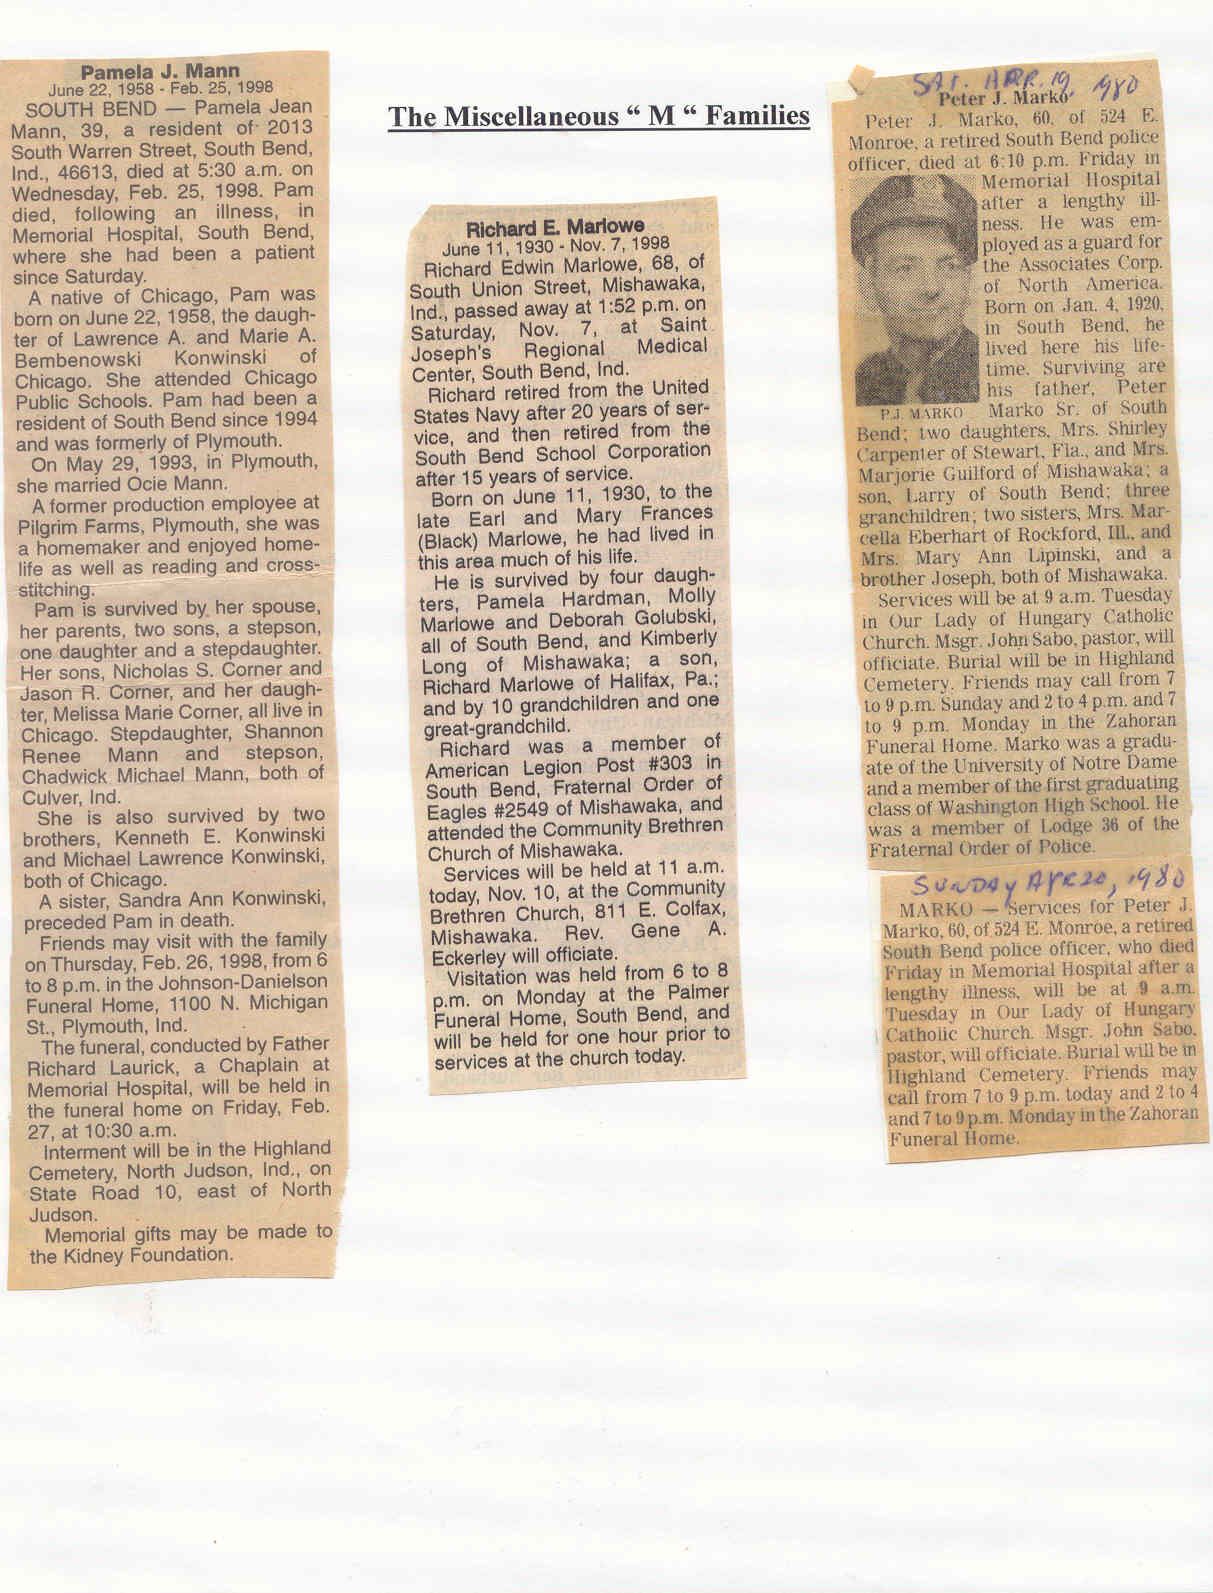 The Miscellaneous “ M “ Families
Pamela J. Mann
June 22, 1958 - Feb. 25, 1998
SOUTH BEND — Pamela Jean
Mann, 39, a resident of 2013
South Warren Street, South Bend,
Ind., 46613, died at 5:30 a.m. on
Wednesday, Feb. 25, 1998. Pam
died, following an illness, in
Memorial Hospital, South Bend,
where she had been a patient
since Saturday.
A native of Chicago, Pam was
born on June 22, 1958, the daugh-
ter of Lawrence A. and Marie A.
Bembenowski Konwinski of
Chicago. She attended Chicago
Public Schools. Pam had been a
resident of South Bend since 1994
and was formerly of Plymouth.
On May 29, 1993, in Plymouth,
she married Ocie Mann.
A former production employee at
Pilgrim Farms, Plymouth, she was
a homemaker and enjoyed home-
life as well as reading and cross-
stitching.
Pam is survived by her spouse,
her parents, two sons, a stepson,
one daughter and a stepdaughter.
Her sons, Nicholas S. Corner and
Jason R. Corner, and her daugh-
ter, Melissa Marie Corner, all live in
Chicago. Stepdaughter, Shannon
Renee Mann and stepson,
Chadwick Michael Mann, both of
Culver, Ind.
She is also survived by two
brothers, Kenneth E. Konwinski
and Michael Lawrence Konwinski,
both of Chicago.
A sister, Sandra Ann Konwinski,
preceded Pam in death.
Friends may visit with the family
on Thursday, Feb. 26, 1998, from 6
to 8 p.m. in the Johnson-Danielson
Funeral Home, 1100 N. Michigan
St., Plymouth, Ind.
The funeral, conducted by Father
Richard Laurick, a Chaplain at
Memorial Hospital, will be held in
the funeral home on Friday, Feb.
27, at 10:30 a.m.
Interment will be in the Highland
Cemetery, North Judson, Ind., on
State Road 10, east of North
Judson.
Memorial gifts may be made to
the Kidney Foundation.
Richard E. Marlowe
June 11, 1930 - Nov. 7, 1998
Richard Edwin Marlowe, 68, of
South Union Street, Mishawaka,
Ind., passed away at 1:52 p.m. on
Saturday, Nov. 7, at Saint
Joseph's Regional Medical
Center, South Bend, Ind.
Richard retired from the United
States Navy after 20 years of ser-
vice, and then retired from the
South Bend School Corporation
after 15 years of service.
Born on June 11, 1930, to the
late Earl and Mary Frances
(Black) Marlowe, he had lived in
this area much of his life.
He is survived by four daugh-
ters, Pamela Hardman, Molly
Marlowe and Deborah Golubski,
all of South Bend, and Kimberly
Long of Mishawaka; a son,
Richard Marlowe of Halifax, Pa.;
and by 10 grandchildren and one
great-grandchild.
Richard was a member of
American Legion Post #303 in
South Bend, Fraternal Order of
Eagles #2549 of Mishawaka, and
attended the Community Brethren
Church of Mishawaka.
Services will be held at 11 a.m.
today, Nov. 10, at the Community
Brethren Church, 811 E. Colfax,
Mishawaka. Rev. Gene A.
Eckerley will officiate.
Visitation was held from 6 to 8
p.m. on Monday at the Palmer
Funeral Home, South Bend, and
will be held for one hour prior to
services at the church today.
SAT. APR. 19, 1980
Peter J. Marko
Peter J. Marko, 60, of 524 E.
Monroe, a retired South Bend police
officer, died at 6:10 p.m. Friday in
Memorial Hospital
after a lengthy ill-
ness. He was em-
ployed as a guard for
the Associates Corp.
of North America.
Born on Jan. 4, 1920,
in South Bend, he
lived here his life-
time. Surviving are
his father, Peter
P.J. MARKO Marko Sr. of South
Bend; two daughters, Mrs. Shirley
Carpenter of Stewart, Fla., and Mrs.
Marjorie Guilford of Mishawaka; a
son, Larry of South Bend; three
granchildren; two sisters, Mrs. Mar-
cella Eberhart of Rockford, Ill., and
Mrs. Mary Ann Lipinski, and a
brother Joseph, both of Mishawaka.
Services will be at 9 a.m. Tuesday
in Our Lady of Hungary Catholic
Church. Msgr. John Sabo, pastor, will
officiate. Burial will be in Highland
Cemetery. Friends may call from 7
to 9 p.m. Sunday and 2 to 4 p.m. and 7
to 9 p.m. Monday in the Zahoran
Funeral Home. Marko was a gradu-
ate of the University of Notre Dame
and a member of the first graduating
class of Washington High School. He
was a member of Lodge 36 of the
Fraternal Order of Police.
SUNDAY APR 20, 1980
MARKO — Services for Peter J.
Marko, 60, of 524 E. Monroe, a retired
South Bend police officer, who died
Friday in Memorial Hospital after a
lengthy illness, will be at 9 a.m.
Tuesday in Our Lady of Hungary
Catholic Church. Msgr. John Sabo,
pastor, will officiate. Burial will be in
Highland Cemetery. Friends may
call from 7 to 9 p.m. today and 2 to 4
and 7 to 9 p.m. Monday in the Zahoran
Funeral Home.